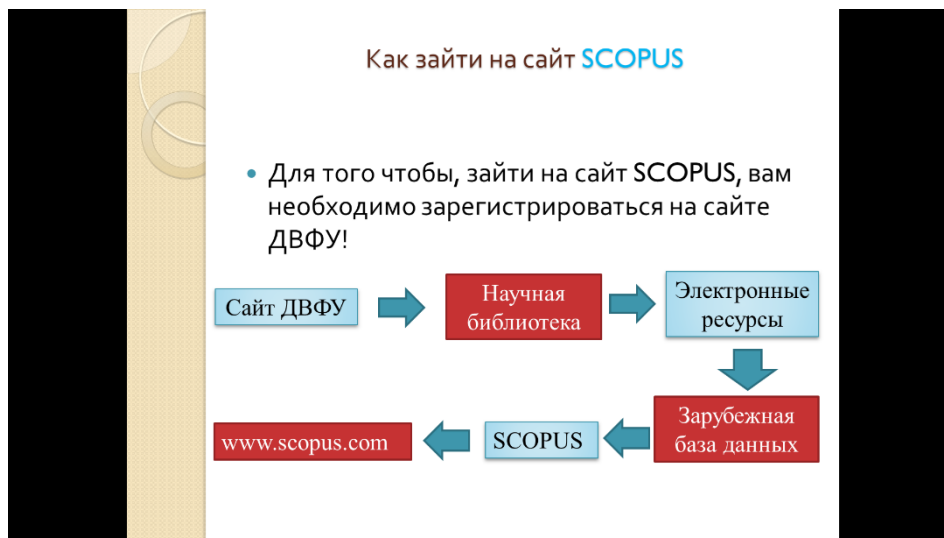 Как зайти на сайт SCOPUS
• Для того чтобы, зайти на сайт SCOPUS, вам
необходимо зарегистрироваться на сайте
ДВФУ!
Сайт ДВФУ
Научная
библиотека
Электронные
ресурсы
Зарубежная
база данных
SCOPUS
www.scopus.com